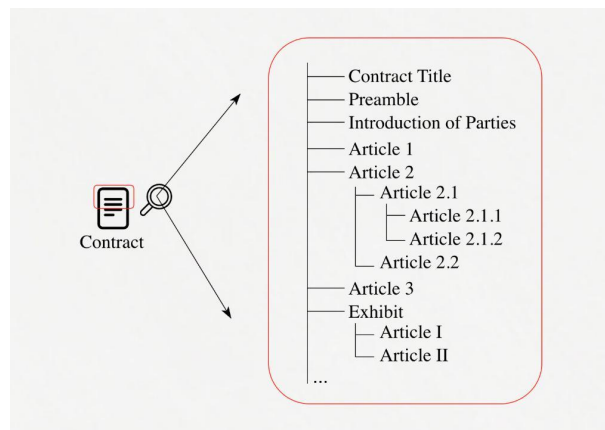 Contract
Contract Title
Preamble
Introduction of Parties
Article 1
Article 2
Article 2.1
Article 2.1.1
Article 2.1.2
Article 2.2
Article 3
Exhibit
Article I
Article II
...